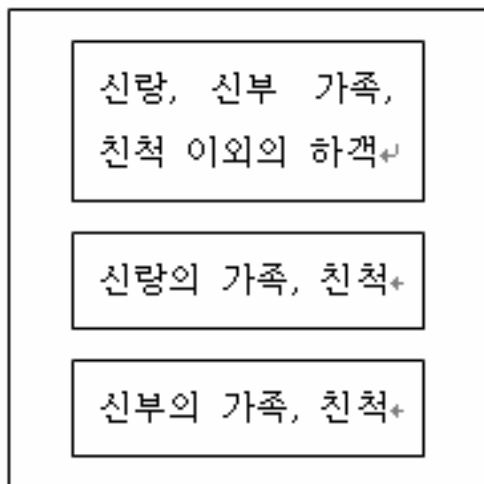 신랑, 신부 가족,
친척 이외의 하객
신랑의 가족, 친척
신부의 가족, 친척